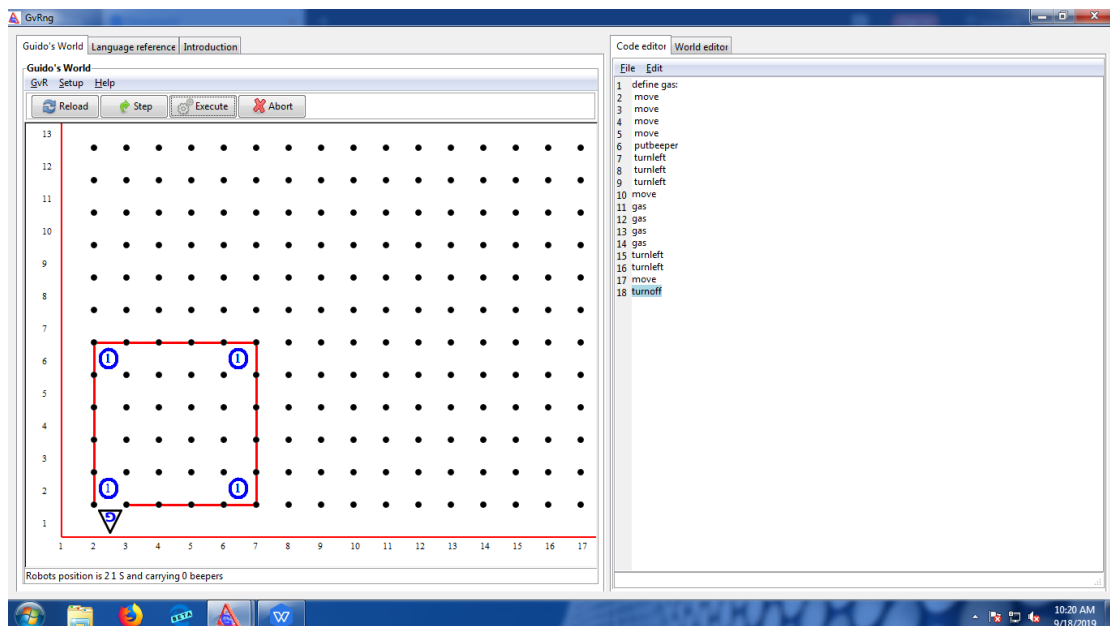 GvRng
Guido's World Language reference Introduction
Guido's World
GvR Setup Help
Reload Step Execute Abort
13
12
11
10
9
8
7
6
5
4
3
2
1
1 1
1 1
G
1 2 3 4 5 6 7 8 9 10 11 12 13 14 15 16 17
Robots position is 2 1 S and carrying 0 beepers
Code editor World editor
File Edit
1 define gas:
2 move
3 move
4 move
5 move
6 putbeeper
7 turnleft
8 turnleft
9 turnleft
10 move
11 gas
12 gas
13 gas
14 gas
15 turnleft
16 turnleft
17 move
18 turnoff
BETA
W
10:20 AM
9/18/2019